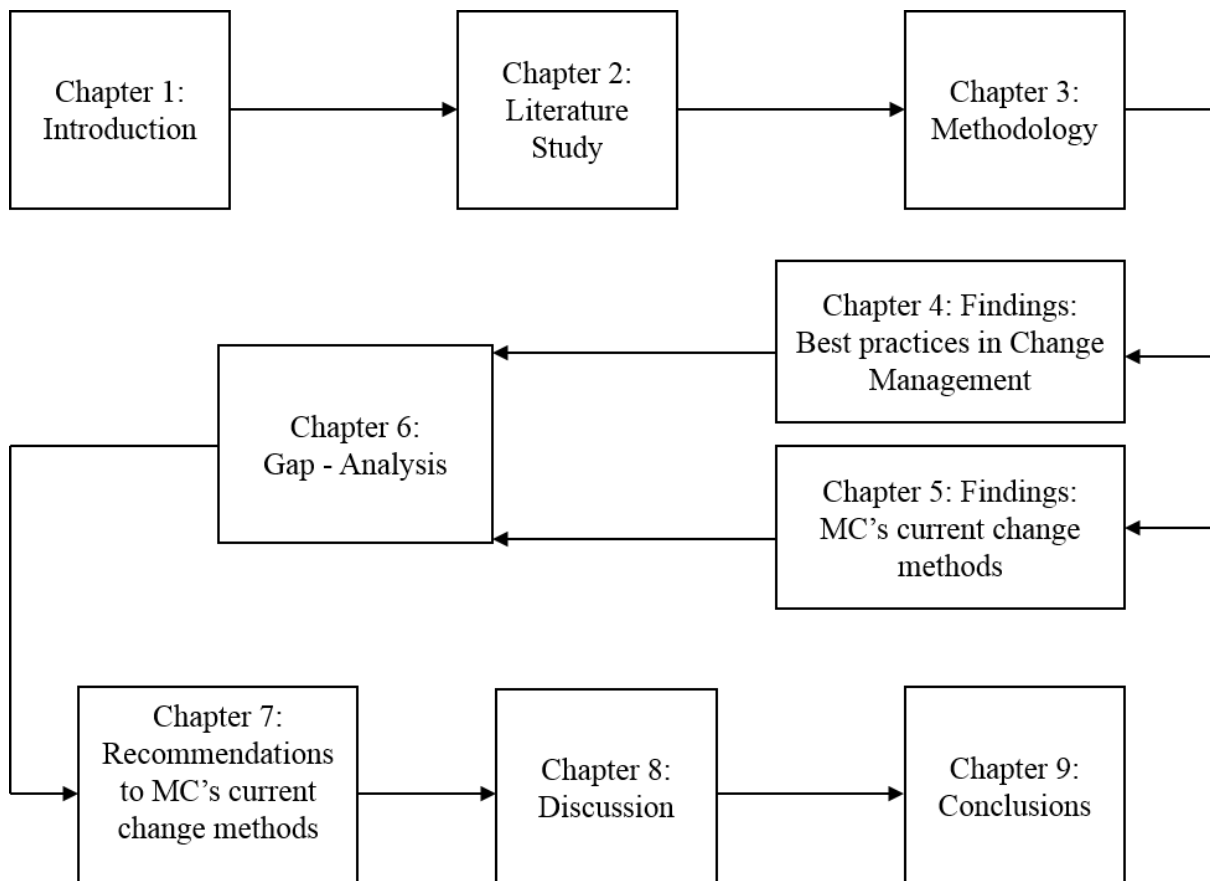 Chapter 1:
Introduction
Chapter 2:
Literature
Study
Chapter 3:
Methodology
Chapter 4: Findings:
Best practices in Change
Management
Chapter 5: Findings:
MC’s current change
methods
Chapter 6:
Gap - Analysis
Chapter 7:
Recommendations
to MC’s current
change methods
Chapter 8:
Discussion
Chapter 9:
Conclusions